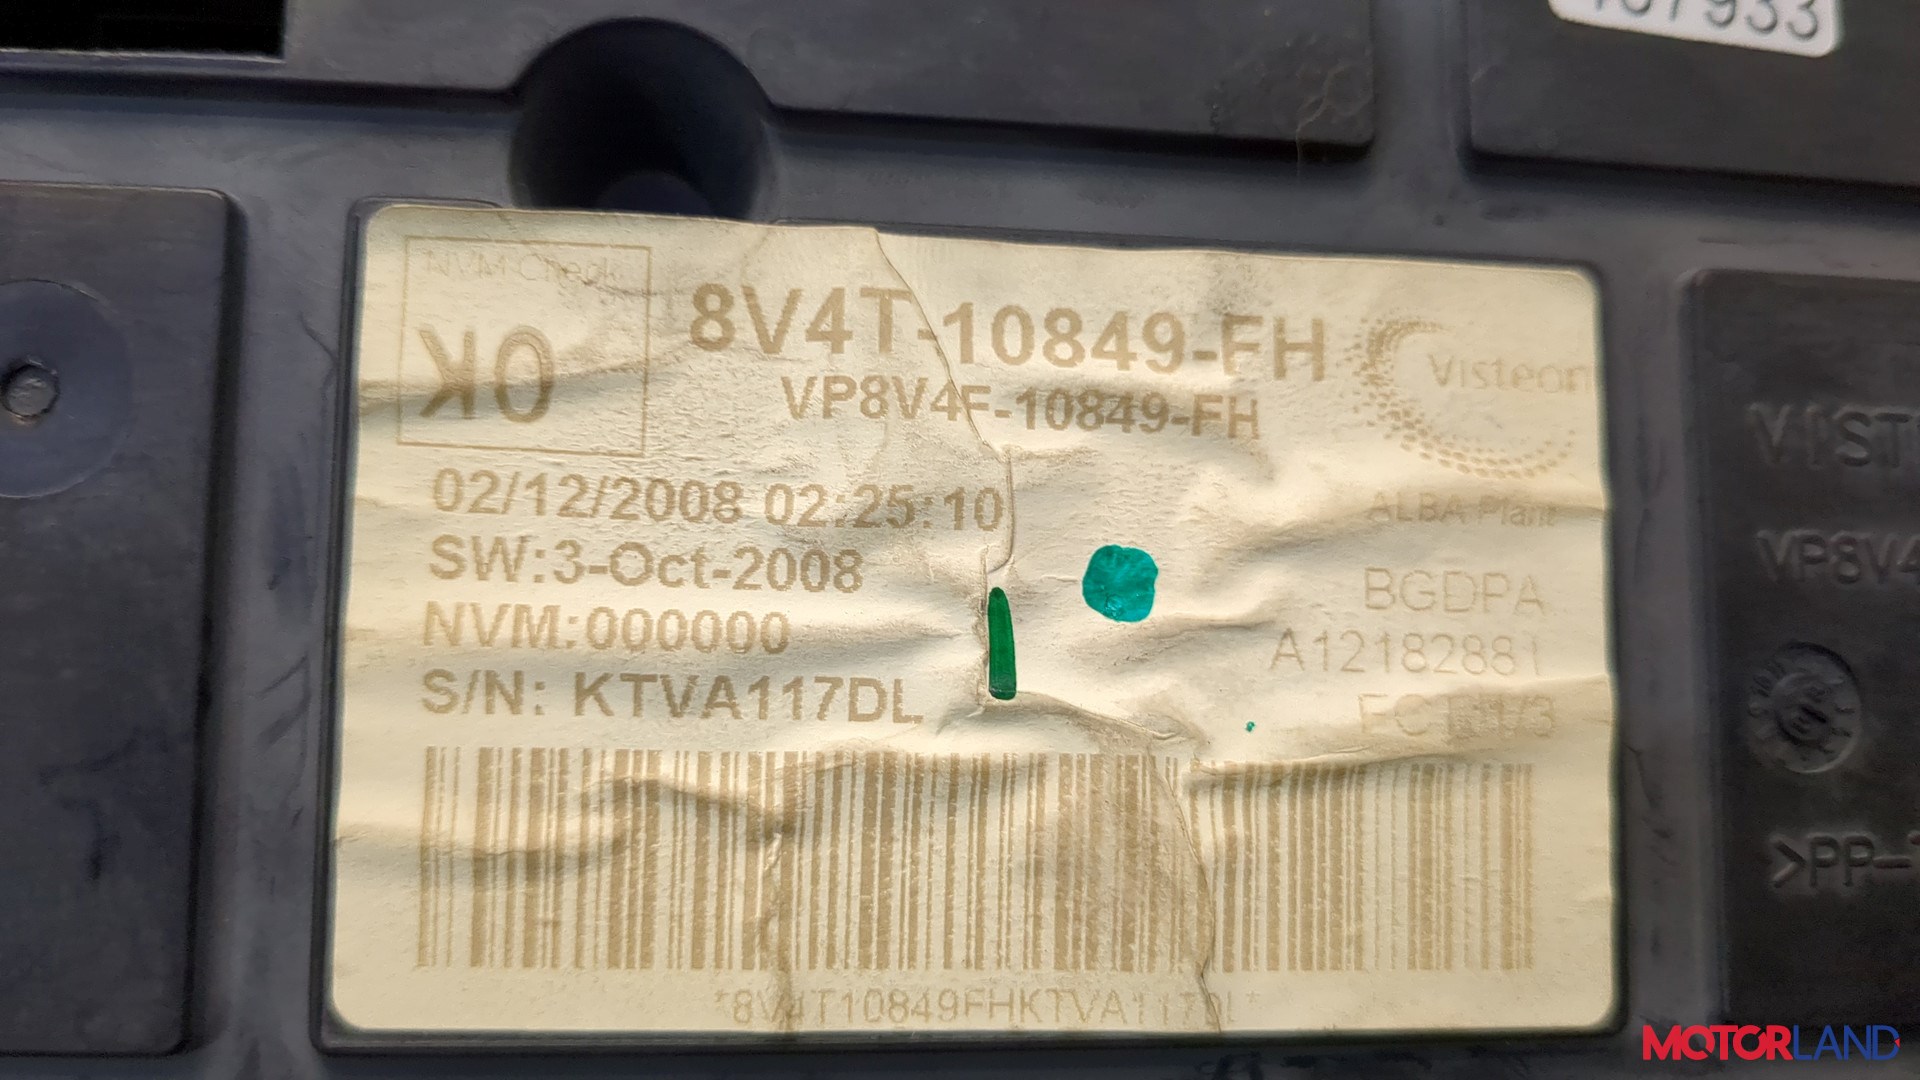 NVM Check
OK
8V4T-10849-FH
VP8V4F-10849-FH
Visteon
02/12/2008 02:25:10
SW:3-Oct-2008
NVM:000000
S/N: KTVA117DL
ALBA Plant
BGDPA
A12182881
*8V4T10849FHKTVA117DL*
VIST
VP8V4
>PP-
MOTORLAND